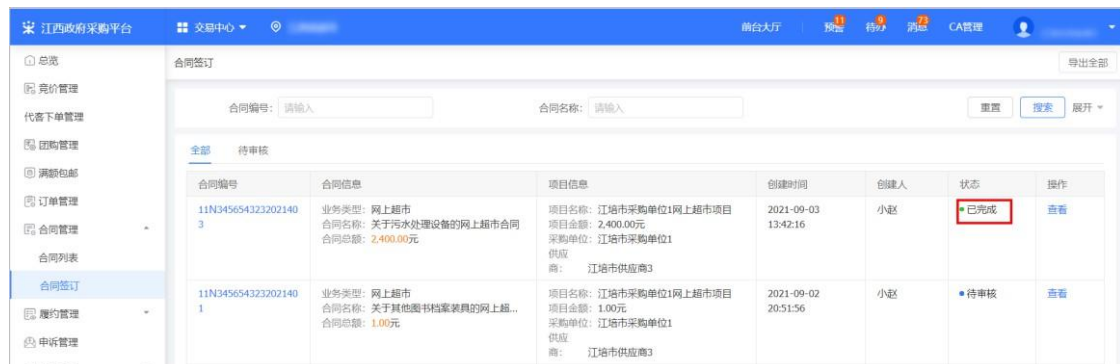 江西政府采购平台
交易中心
前台大厅
预警
11
待办
9
消息
73
CA管理
总览
竞价管理
代客下单管理
团购管理
满额包邮
订单管理
合同管理
合同列表
合同签订
履约管理
申诉管理
合同签订
导出全部
合同编号: 请输入
合同名称: 请输入
重置
搜索
展开
全部
待审核
合同编号
合同信息
项目信息
创建时间
创建人
状态
操作
11N345654323202140
3
业务类型: 网上超市
合同名称: 关于污水处理设备的网上超市合同
合同总额: 2,400.00元
项目名称: 江培市采购单位1网上超市项目
项目金额: 2,400.00元
采购单位: 江培市采购单位1
供应
商: 江培市供应商3
2021-09-03
13:42:16
小赵
已完成
查看
11N345654323202140
1
业务类型: 网上超市
合同名称: 关于其他图书档案装具的网上超...
合同总额: 1.00元
项目名称: 江培市采购单位1网上超市项目
项目金额: 1.00元
采购单位: 江培市采购单位1
供应
商: 江培市供应商3
2021-09-02
20:51:56
小赵
待审核
查看